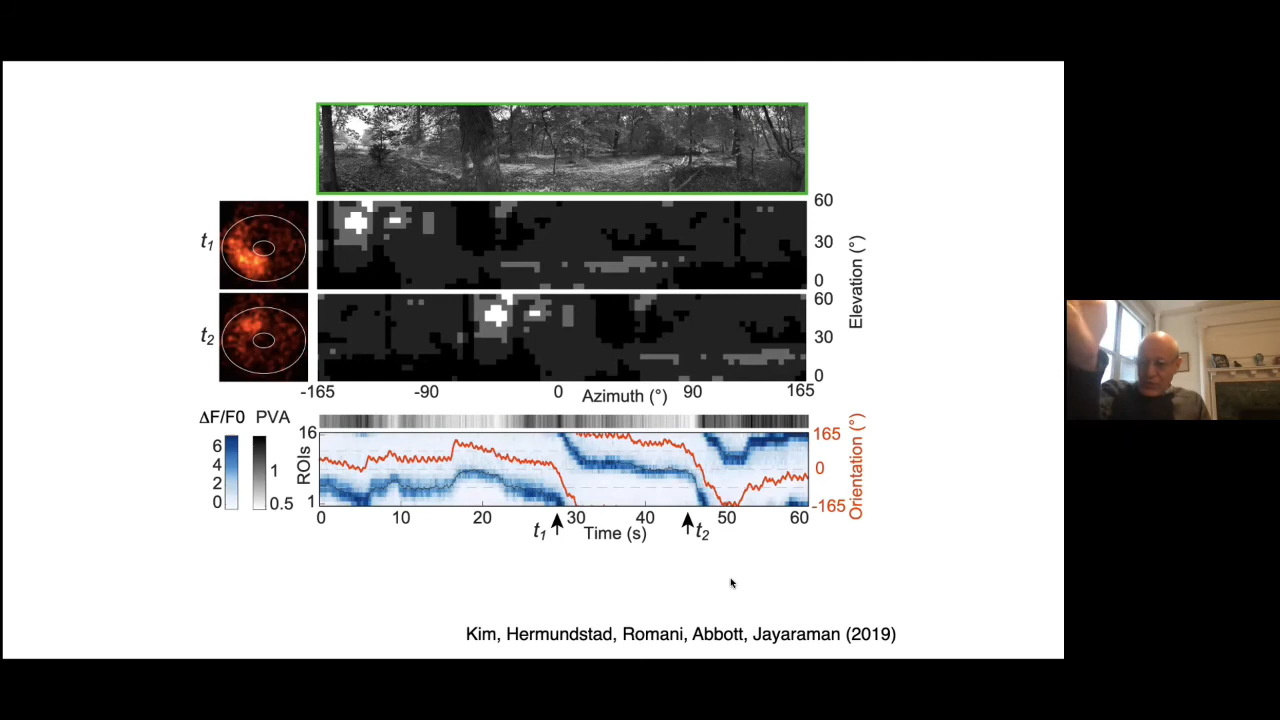 t1
60
30
0
t2
60
30
0
Elevation (°)
-165 -90 0 90 165
Azimuth (°)
ΔF/F0 PVA
6
4
2
0
1
0.5
ROIs
16
1
165
0
-165
Orientation (°)
0 10 20 30 40 50 60
t1 Time (s) t2
Kim, Hermundstad, Romani, Abbott, Jayaraman (2019)